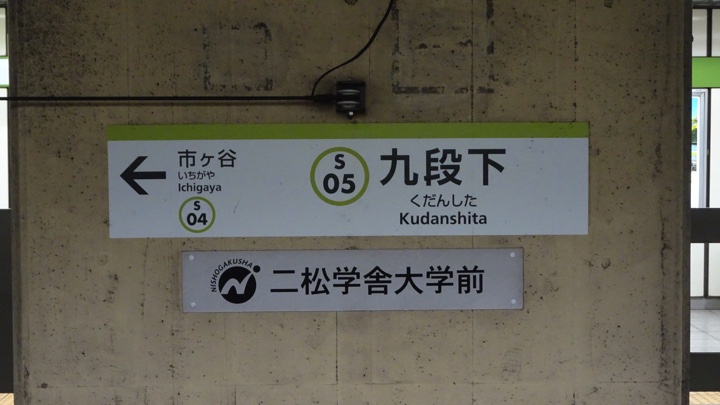 市ヶ谷
いちがや
Ichigaya
S
04
S
05
九段下
くだんした
Kudanshita
NISHOGAKUSHA
二松学舎大学前